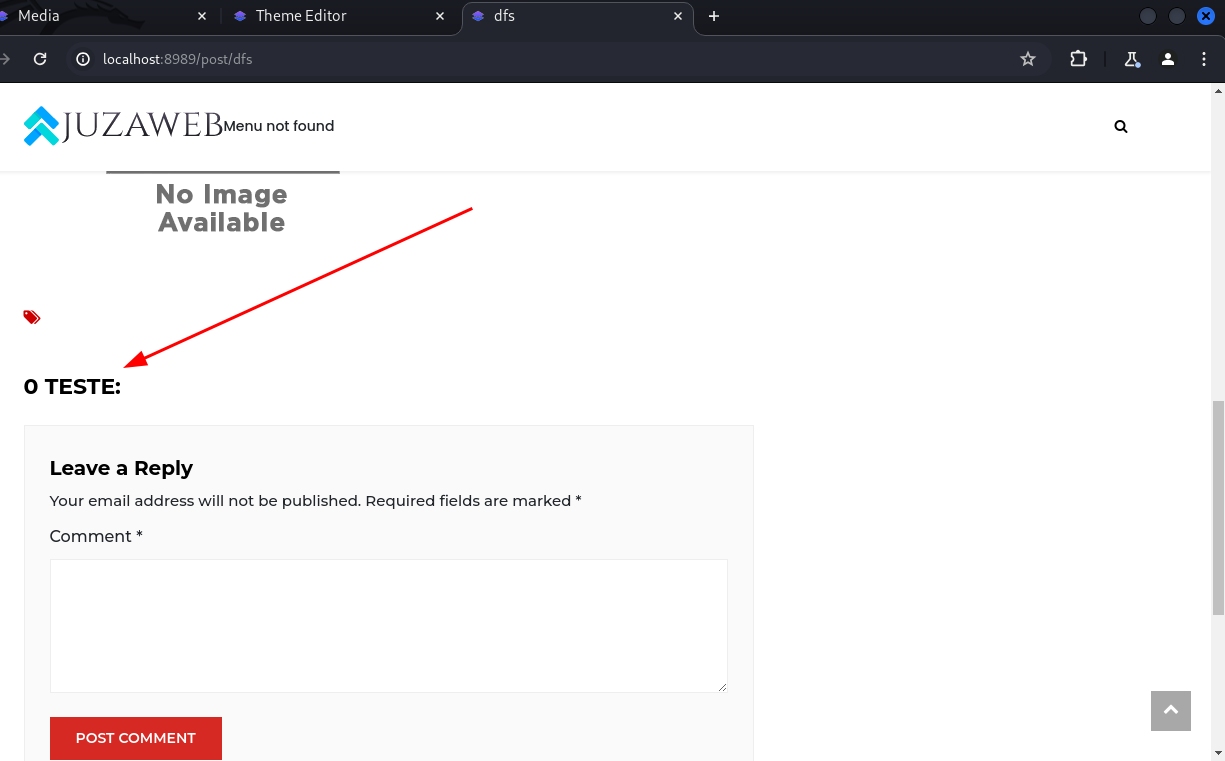 Media
Theme Editor
dfs
localhost:8989/post/dfs
JUZAWEB
Menu not found
No Image
Available
0 TESTE:
Leave a Reply
Your email address will not be published. Required fields are marked *
Comment *
POST COMMENT